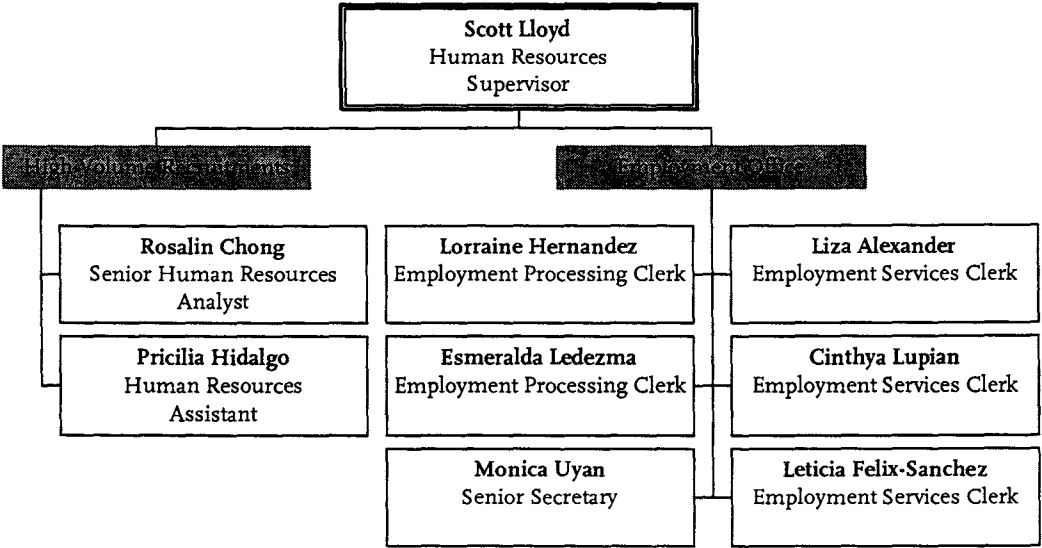 Scott Lloyd
Human Resources
Supervisor
High Volume Recruitments
Employment Office
Rosalin Chong
Senior Human Resources
Analyst
Pricilia Hidalgo
Human Resources
Assistant
Lorraine Hernandez
Employment Processing Clerk
Esmeralda Ledezma
Employment Processing Clerk
Monica Uyan
Senior Secretary
Liza Alexander
Employment Services Clerk
Cinthya Lupian
Employment Services Clerk
Leticia Felix-Sanchez
Employment Services Clerk